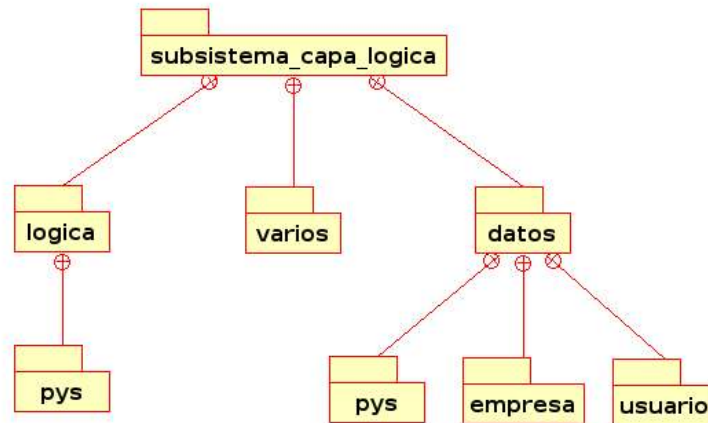 subsistema_capa_logica
logica
varios
datos
pys
pys
empresa
usuario